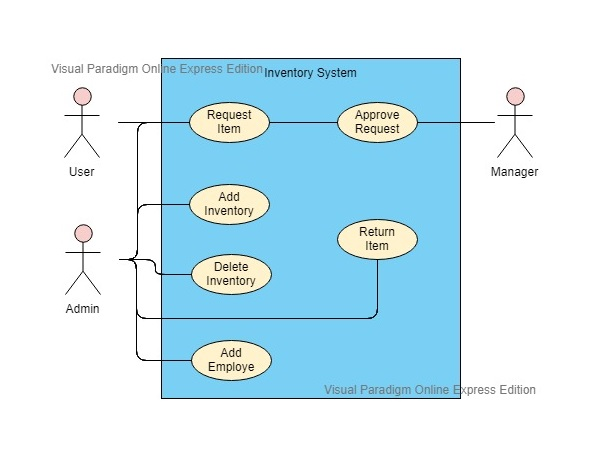 Visual Paradigm Online Express Edition
Inventory System
Request
Item
Approve
Request
User
Manager
Add
Inventory
Return
Item
Delete
Inventory
Admin
Add
Employe
Visual Paradigm Online Express Edition